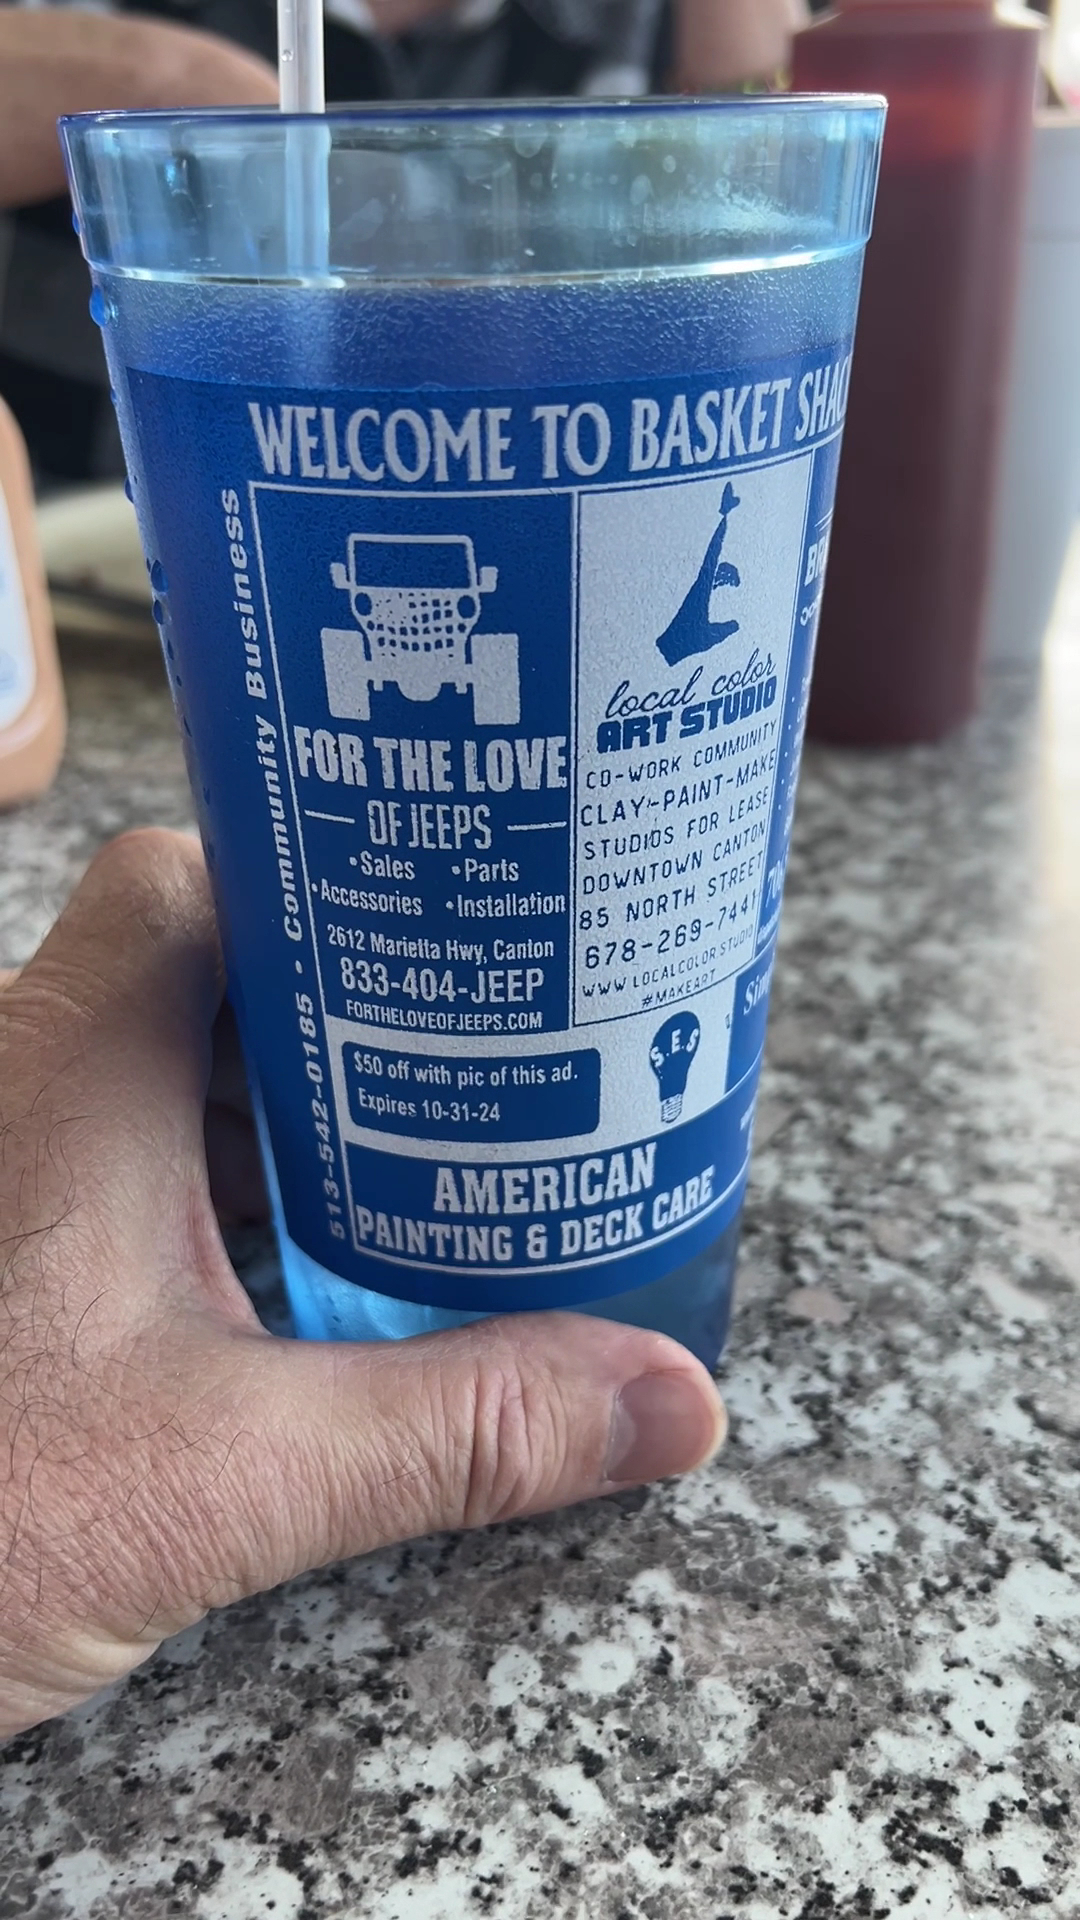 WELCOME TO BASKET SHAC
Community Business
513-542-0185 •
FOR THE LOVE
OF JEEPS
•Sales •Parts
•Accessories •Installation
2612 Marietta Hwy, Canton
833-404-JEEP
FORTHELOVEOFJEEPS.COM
local color
ART STUDIO
CO-WORK COMMUNITY
CLAY-PAINT-MAKE
STUDIOS FOR LEASE
DOWNTOWN CANTON
85 NORTH STREET
678-269-7441
WWW.LOCALCOLOR.STUDIO
#MAKEART
$50 off with pic of this ad.
Expires 10-31-24
S.E.S
AMERICAN
PAINTING & DECK CARE